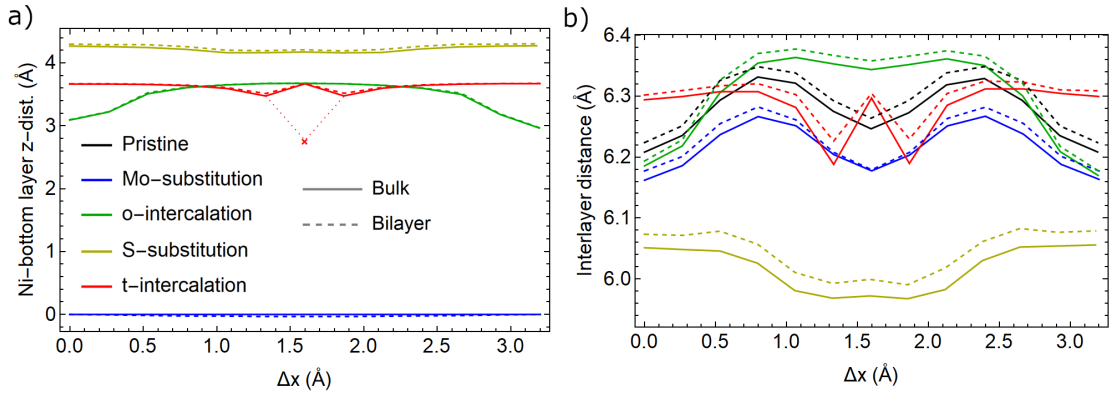 a)
Ni−bottom layer z−dist. (Å)
4
3
2
1
0
Pristine
Mo−substitution
o−intercalation
S−substitution
t−intercalation
Bulk
Bilayer
0.0 0.5 1.0 1.5 2.0 2.5 3.0
Δx (Å)
b)
Interlayer distance (Å)
6.4
6.3
6.2
6.1
6.0
0.0 0.5 1.0 1.5 2.0 2.5 3.0
Δx (Å)